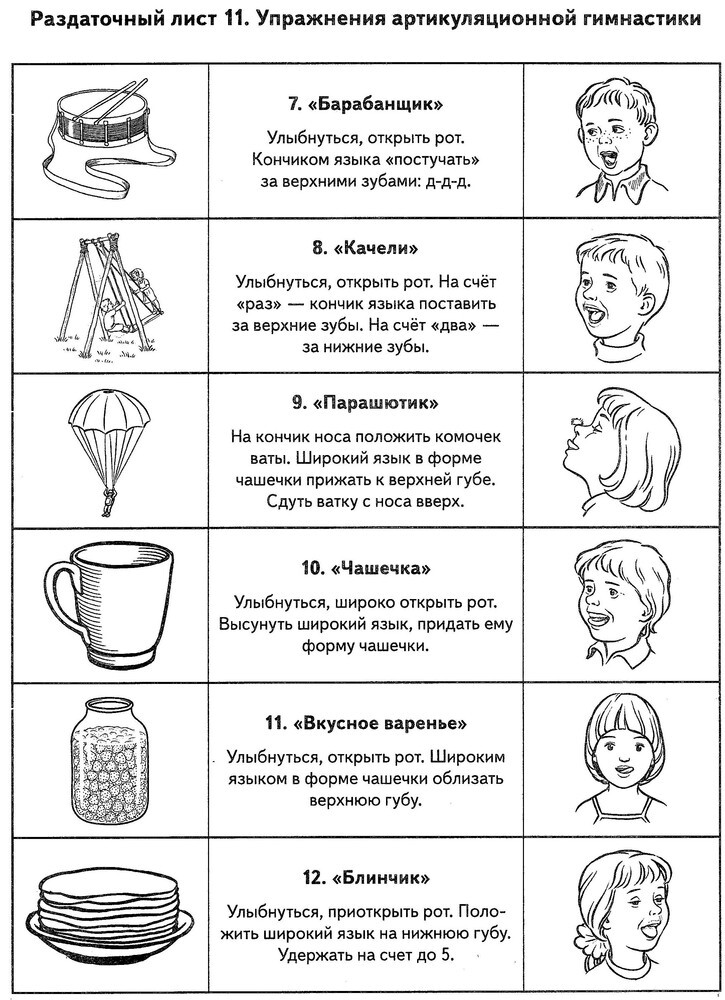 Раздаточный лист 11. Упражнения артикуляционной гимнастики
7. «Барабанщик»
Улыбнуться, открыть рот.
Кончиком языка «постучать»
за верхними зубами: д-д-д.
8. «Качели»
Улыбнуться, открыть рот. На счёт
«раз» — кончик языка поставить
за верхние зубы. На счёт «два» —
за нижние зубы.
9. «Парашютик»
На кончик носа положить комочек
ваты. Широкий язык в форме
чашечки прижать к верхней губе.
Сдуть ватку с носа вверх.
10. «Чашечка»
Улыбнуться, широко открыть рот.
Высунуть широкий язык, придать ему
форму чашечки.
11. «Вкусное варенье»
Улыбнуться, открыть рот. Широким
языком в форме чашечки облизать
верхнюю губу.
12. «Блинчик»
Улыбнуться, приоткрыть рот. Поло-
жить широкий язык на нижнюю губу.
Удержать на счет до 5.